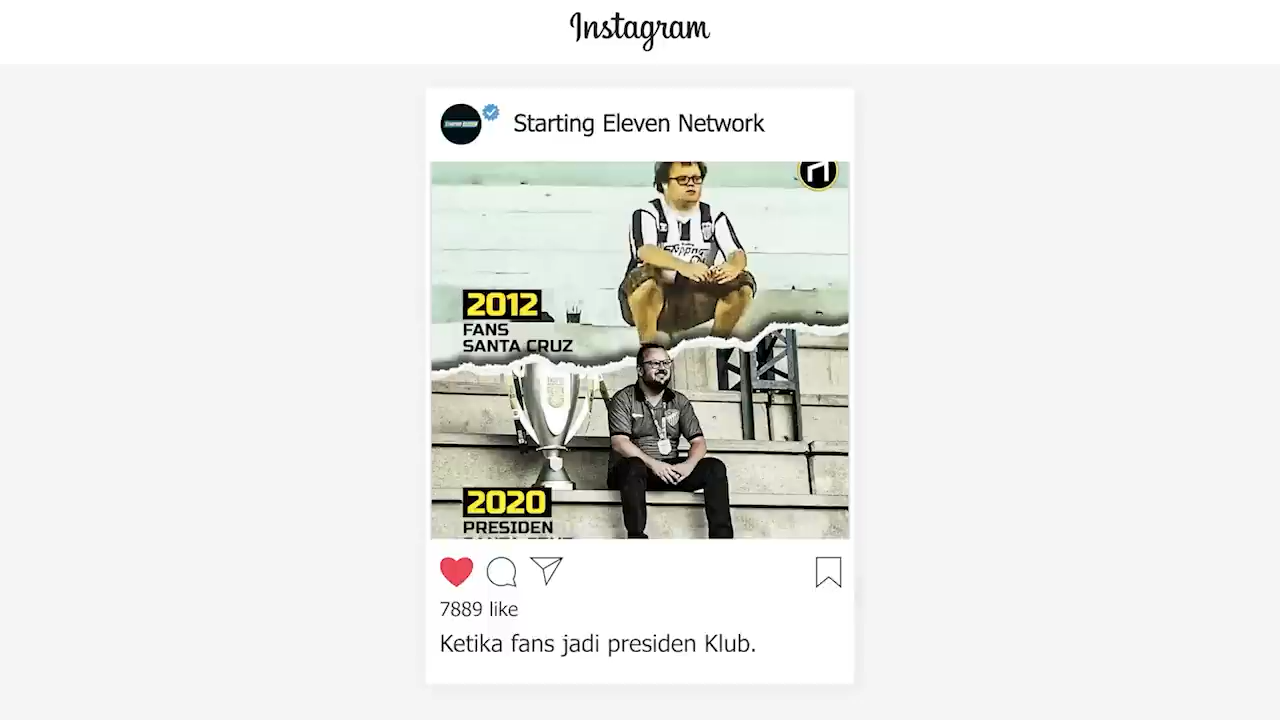 Instagram
Starting Eleven Network
2012
FANS
SANTA CRUZ
2020
PRESIDEN
7889 like
Ketika fans jadi presiden Klub.